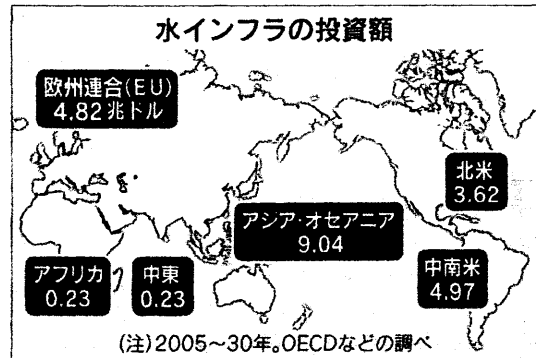 水インフラの投資額
欧州連合(EU)
4.82兆ドル
北米
3.62
アジア・オセアニア
9.04
アフリカ
0.23
中東
0.23
中南米
4.97
(注)2005〜30年。OECDなどの調べ